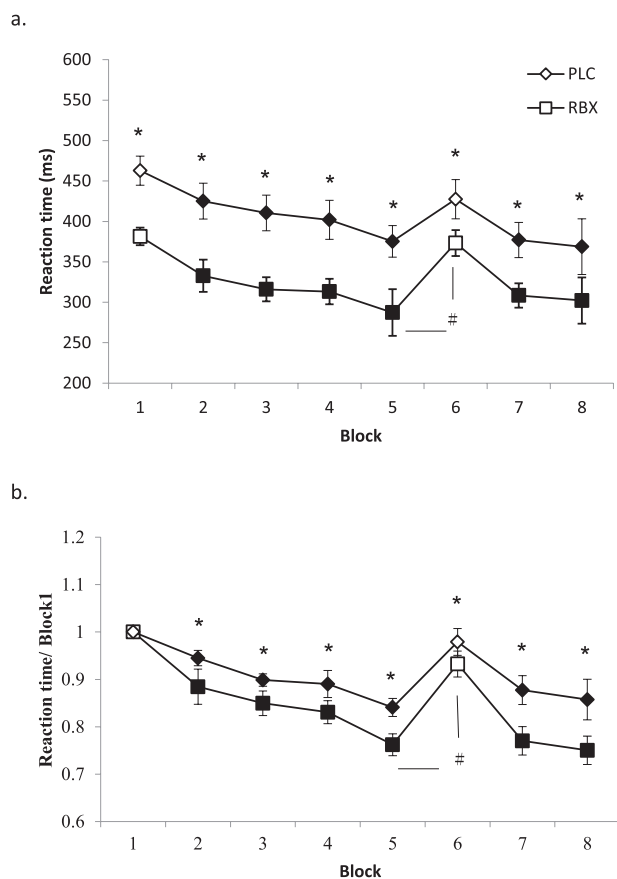 a.
600
550
500
450
400
350
300
250
200
Reaction time (ms)
PLC
RBX
* * * * * * * *
#
1 2 3 4 5 6 7 8
Block
b.
1.2
1.1
1
0.9
0.8
0.7
0.6
Reaction time/ Block1
* * * * * * *
#
1 2 3 4 5 6 7 8
Block